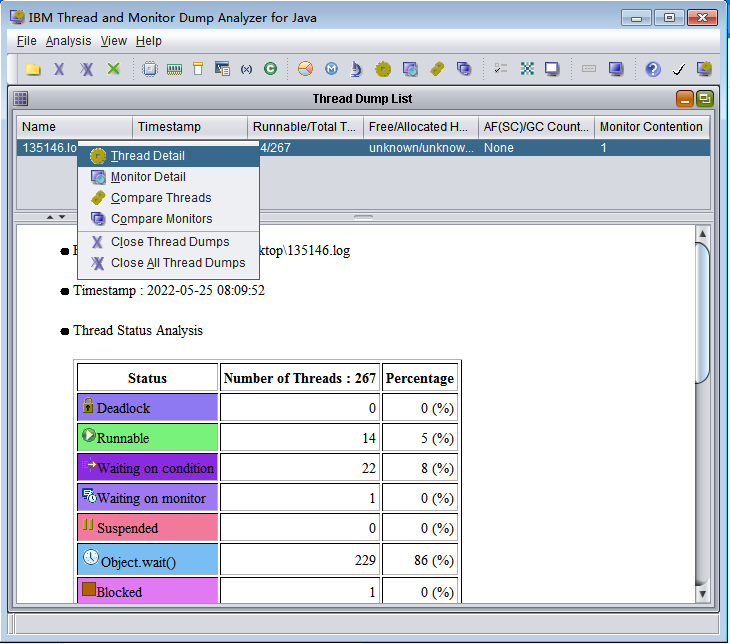 IBM Thread and Monitor Dump Analyzer for Java
File Analysis View Help
Thread Dump List
Name Timestamp Runnable/Total T... Free/Allocated H... AF(SC)/GC Count... Monitor Contention
135146.lo 4/267 unknown/unknow... None 1
Thread Detail
Monitor Detail
Compare Threads
Compare Monitors
Close Thread Dumps
Close All Thread Dumps
ktop\135146.log
Timestamp : 2022-05-25 08:09:52
Thread Status Analysis
Status Number of Threads : 267 Percentage
Deadlock 0 0 (%)
Runnable 14 5 (%)
Waiting on condition 22 8 (%)
Waiting on monitor 1 0 (%)
Suspended 0 0 (%)
Object.wait() 229 86 (%)
Blocked 1 0 (%)